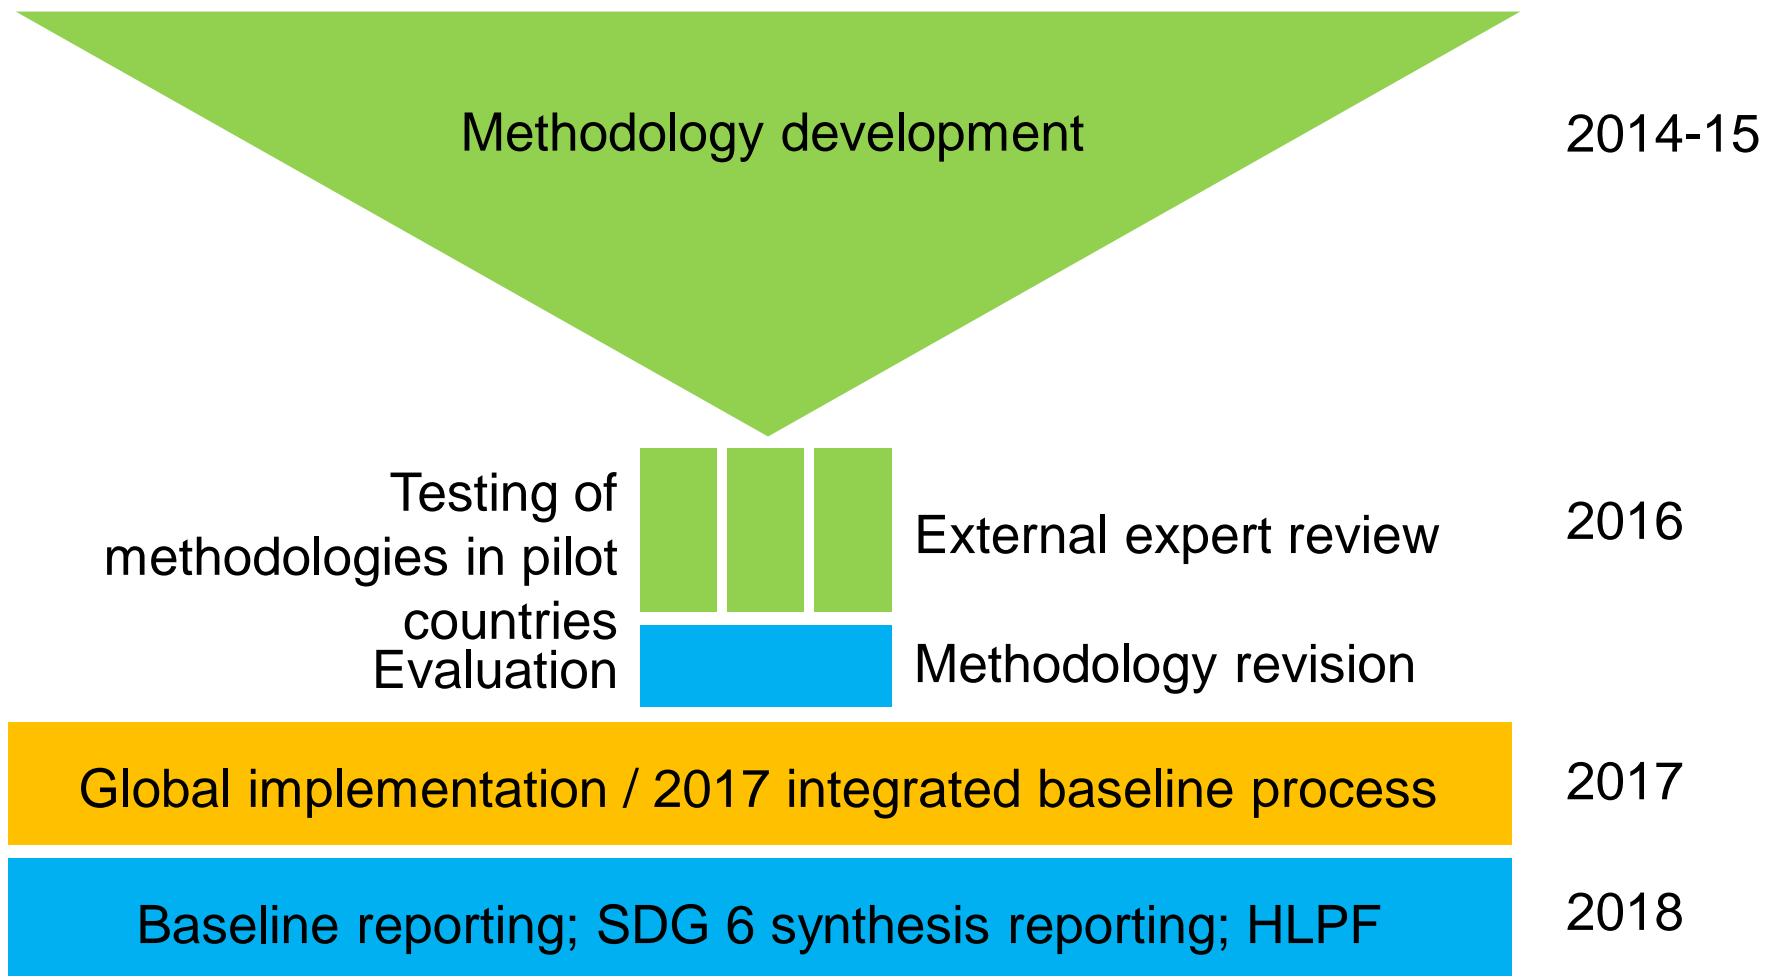 Methodology development
2014-15
Testing of
methodologies in pilot
countries
External expert review
2016
Evaluation
Methodology revision
Global implementation / 2017 integrated baseline process
2017
Baseline reporting; SDG 6 synthesis reporting; HLPF
2018